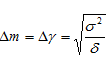 Δm = Δγ = √(σ²/δ)